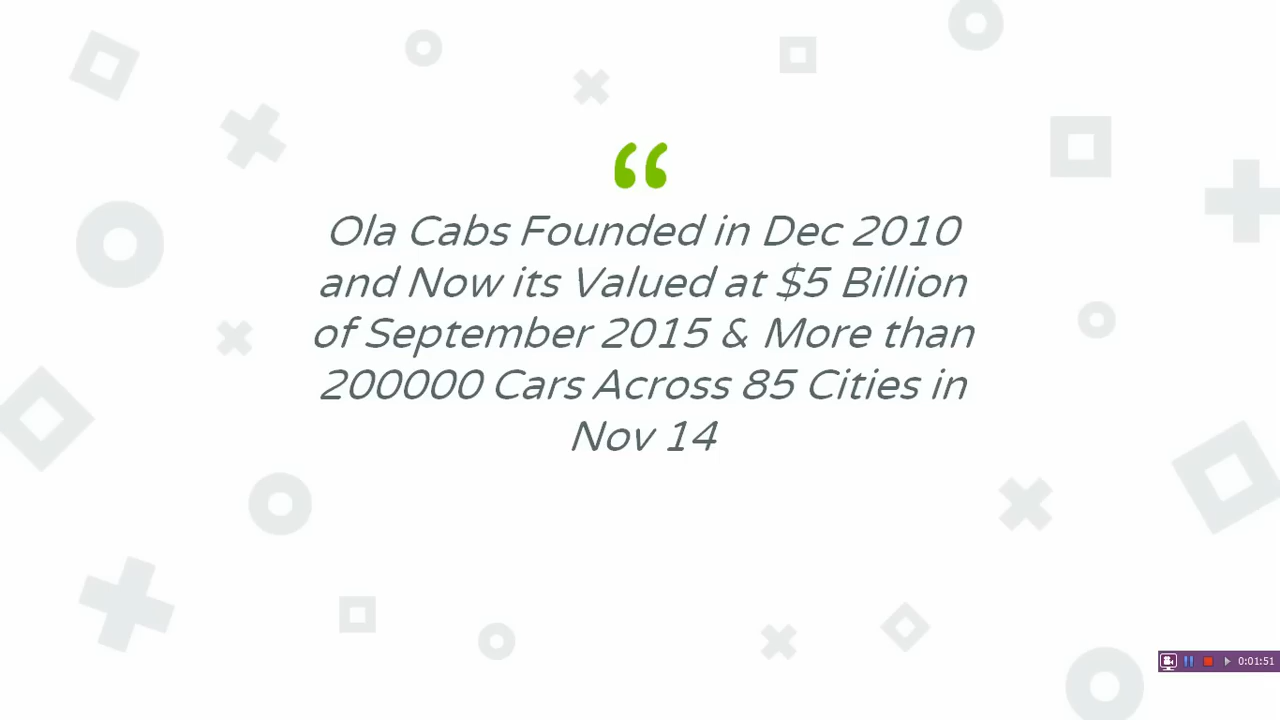 “
Ola Cabs Founded in Dec 2010
and Now its Valued at $5 Billion
of September 2015 & More than
200000 Cars Across 85 Cities in
Nov 14
0:01:51